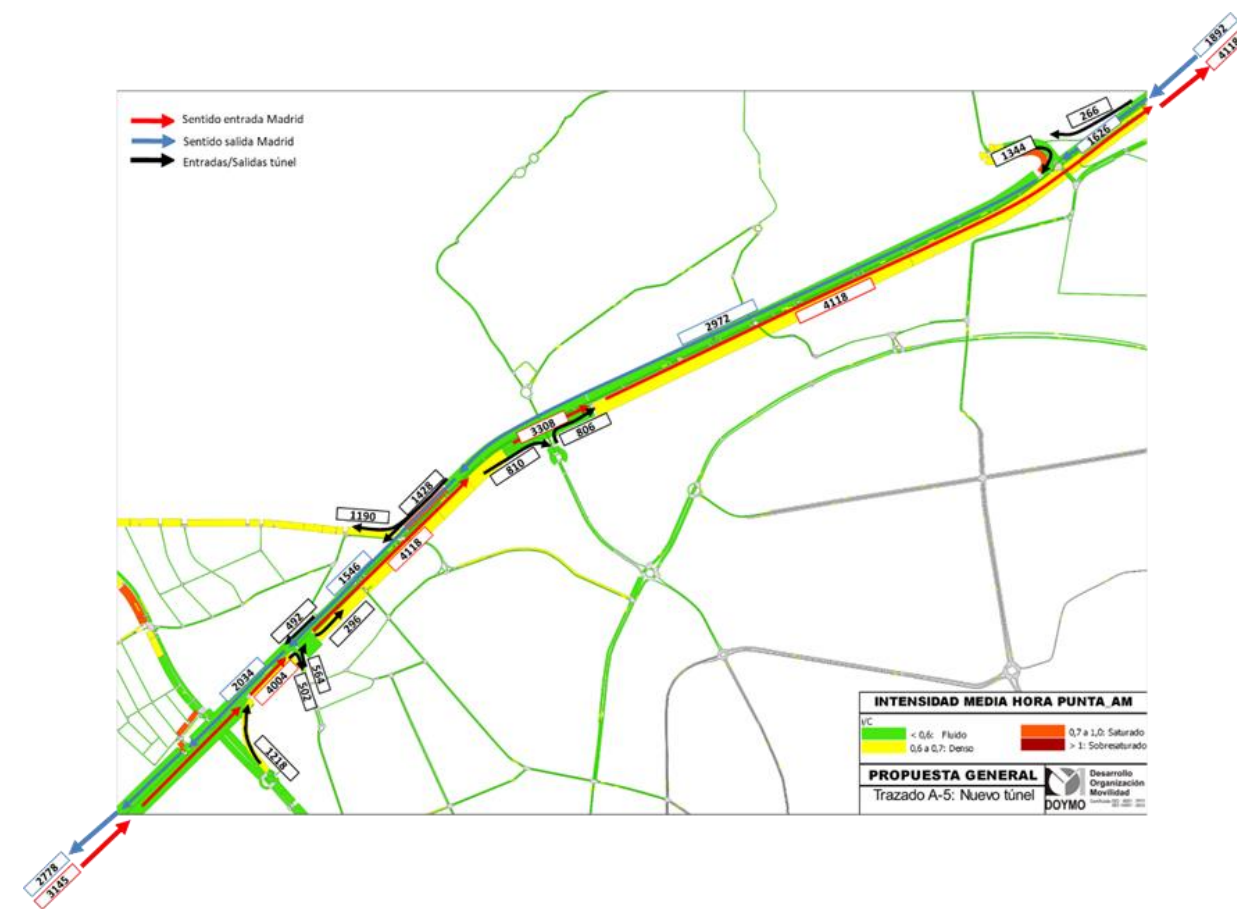 1892
4118
Sentido entrada Madrid
Sentido salida Madrid
Entradas/Salidas túnel
266
1626
1344
2972
4118
3308
806
810
1428
1190
4118
1546
492
296
2034
4004
564
502
1218
INTENSIDAD MEDIA HORA PUNTA_AM
I/C
< 0,6: Fluido
0,7 a 1,0: Saturado
0,6 a 0,7: Denso
> 1: Sobresaturado
PROPUESTA GENERAL
Trazado A-5: Nuevo túnel
DOYMO
Desarrollo
Organización
Movilidad
2778
3145